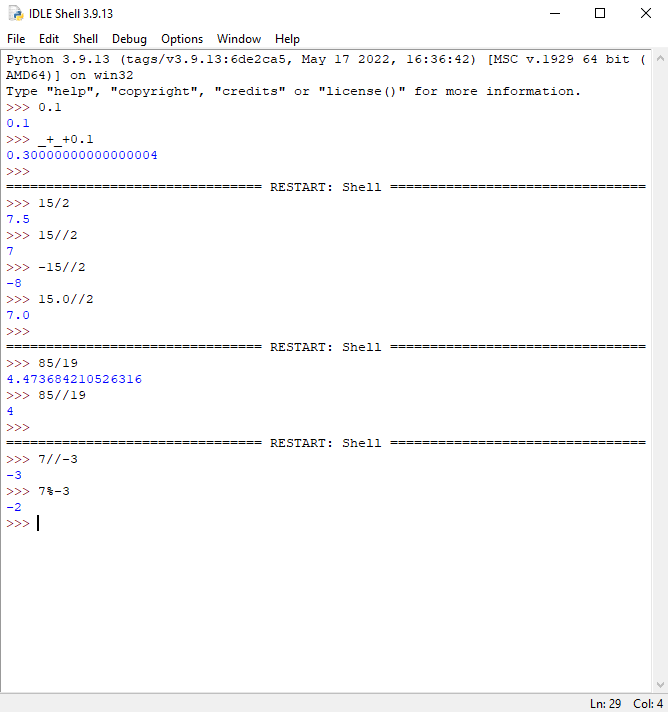 IDLE Shell 3.9.13
File Edit Shell Debug Options Window Help
Python 3.9.13 (tags/v3.9.13:6de2ca5, May 17 2022, 16:36:42) [MSC v.1929 64 bit (
AMD64)] on win32
Type "help", "copyright", "credits" or "license()" for more information.
>>> 0.1
0.1
>>> _+_+0.1
0.30000000000000004
>>>
================================ RESTART: Shell ================================
>>> 15/2
7.5
>>> 15//2
7
>>> -15//2
-8
>>> 15.0//2
7.0
>>>
================================ RESTART: Shell ================================
>>> 85/19
4.473684210526316
>>> 85//19
4
>>>
================================ RESTART: Shell ================================
>>> 7//-3
-3
>>> 7%-3
-2
>>>
Ln: 29 Col: 4